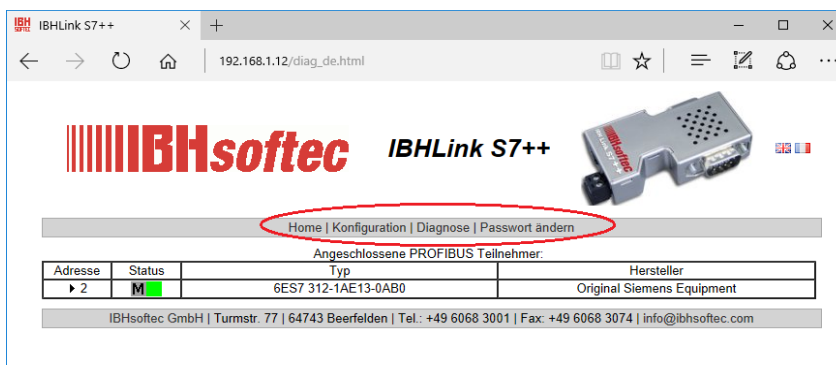 IBH softec IBHLink S7++
192.168.1.12/diag_de.html
IBHsoftec IBHLink S7++
Home | Konfiguration | Diagnose | Passwort ändern
Angeschlossene PROFIBUS Teilnehmer:
Adresse Status Typ Hersteller
2 M 6ES7 312-1AE13-0AB0 Original Siemens Equipment
IBHsoftec GmbH | Turmstr. 77 | 64743 Beerfelden | Tel.: +49 6068 3001 | Fax: +49 6068 3074 | info@ibhsoftec.com